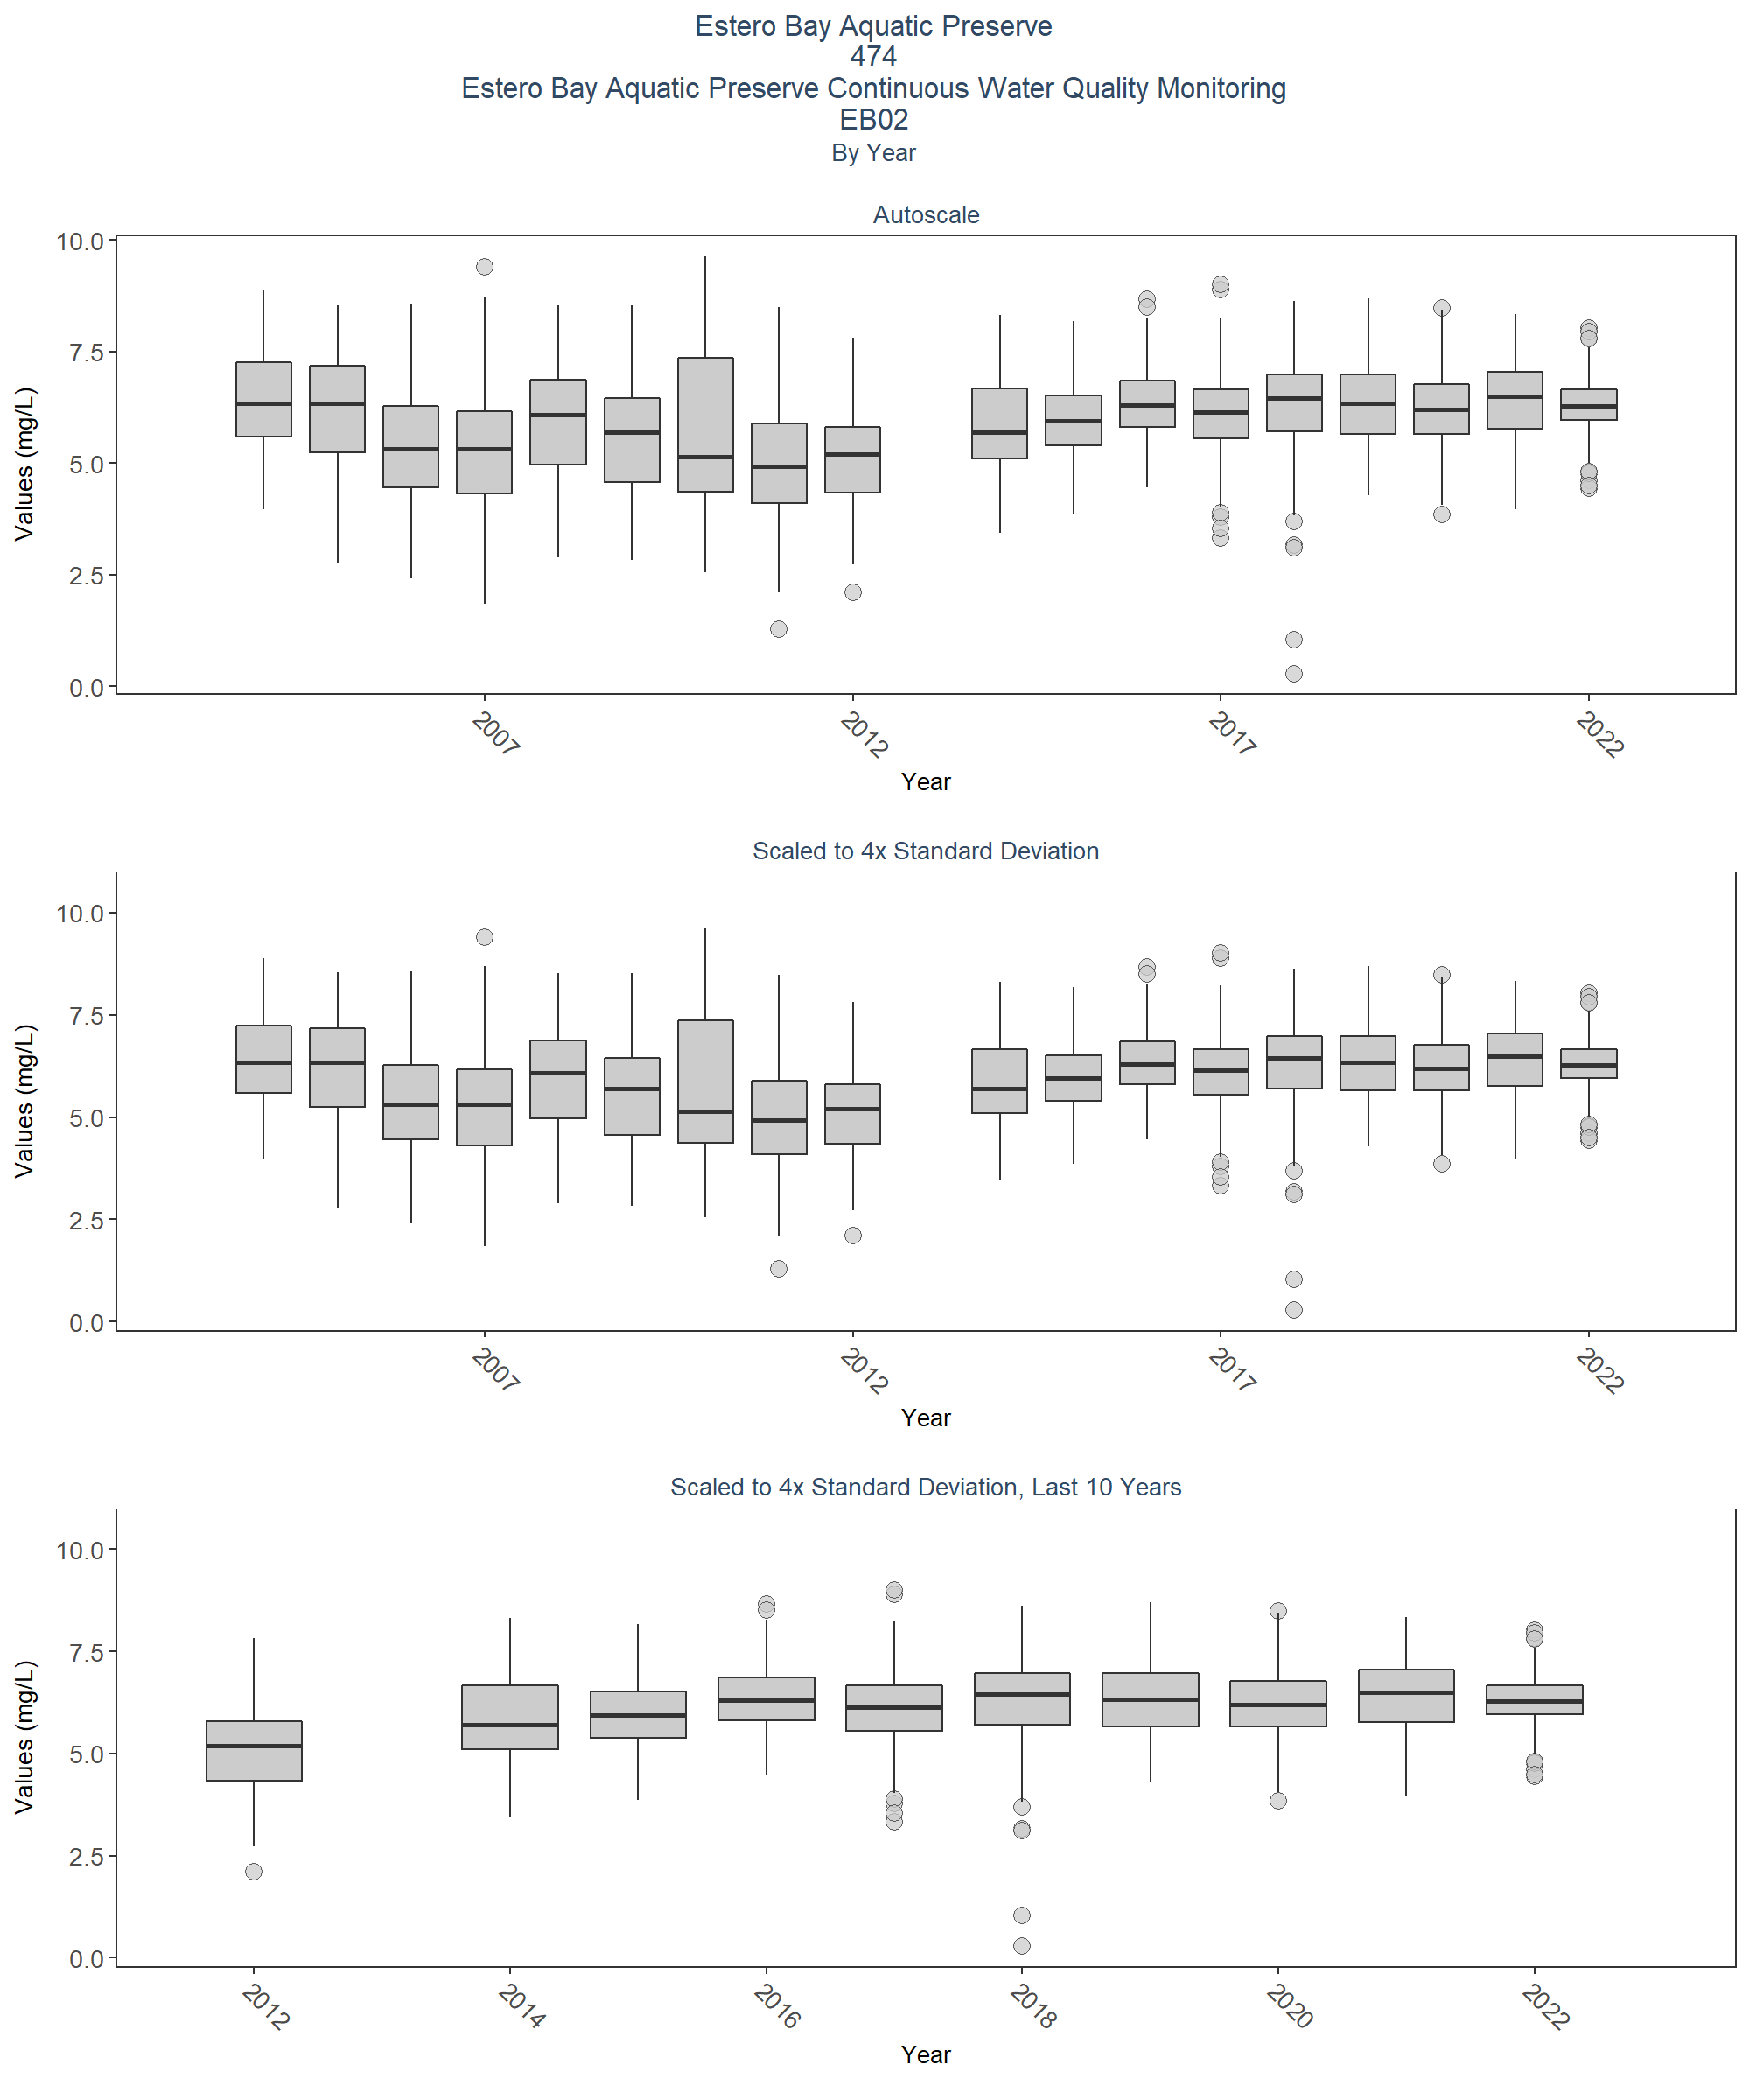 Estero Bay Aquatic Preserve
474
Estero Bay Aquatic Preserve Continuous Water Quality Monitoring
EB02
By Year
Autoscale
10.0
7.5
5.0
2.5
0.0
Values (mg/L)
2007
2012
2017
2022
Year
Scaled to 4x Standard Deviation
10.0
7.5
5.0
2.5
0.0
Values (mg/L)
2007
2012
2017
2022
Year
Scaled to 4x Standard Deviation, Last 10 Years
10.0
7.5
5.0
2.5
0.0
Values (mg/L)
2012
2014
2016
2018
2020
2022
Year